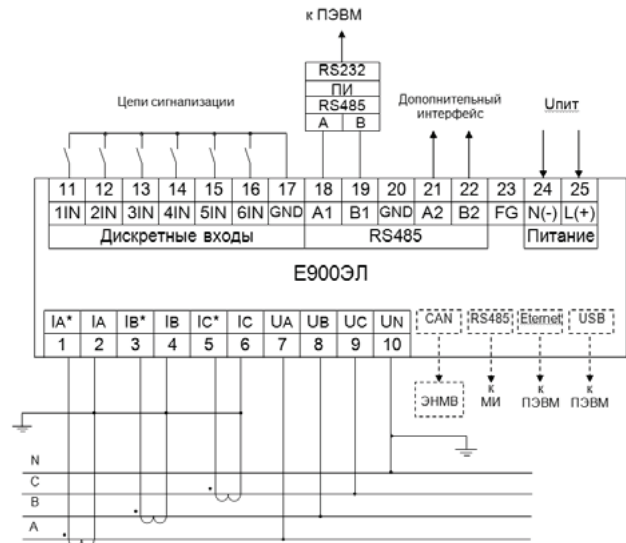 к ПЭВМ
RS232
ПИ
RS485
A B
Цепи сигнализации
Дополнительный
интерфейс
Uпит
11 12 13 14 15 16 17 18 19 20 21 22 23 24 25
1IN 2IN 3IN 4IN 5IN 6IN GND A1 B1 GND A2 B2 FG N(-) L(+)
Дискретные входы RS485 Питание
Е900ЭЛ
IA* IA IB* IB IC* IC UA UB UC UN
1 2 3 4 5 6 7 8 9 10
CAN RS485 Eternet USB
ЭНМВ
к МИ
к ПЭВМ
к ПЭВМ
N
C
B
A